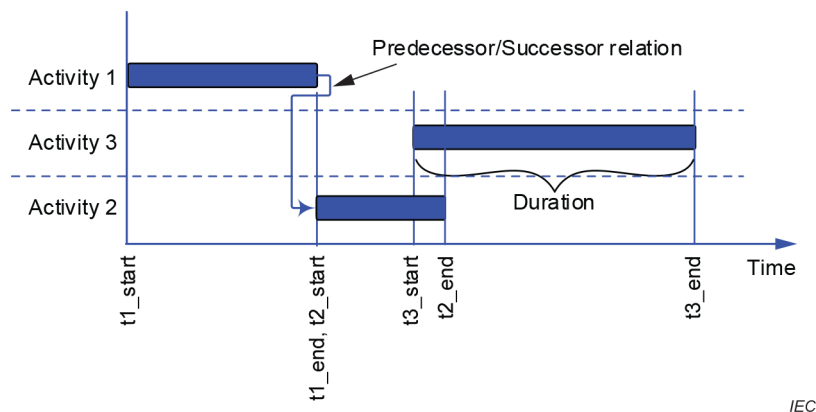 Predecessor/Successor relation
Activity 1
Activity 3
Activity 2
Duration
Time
t1_start
t1_end, t2_start
t3_start
t2_end
t3_end
IEC